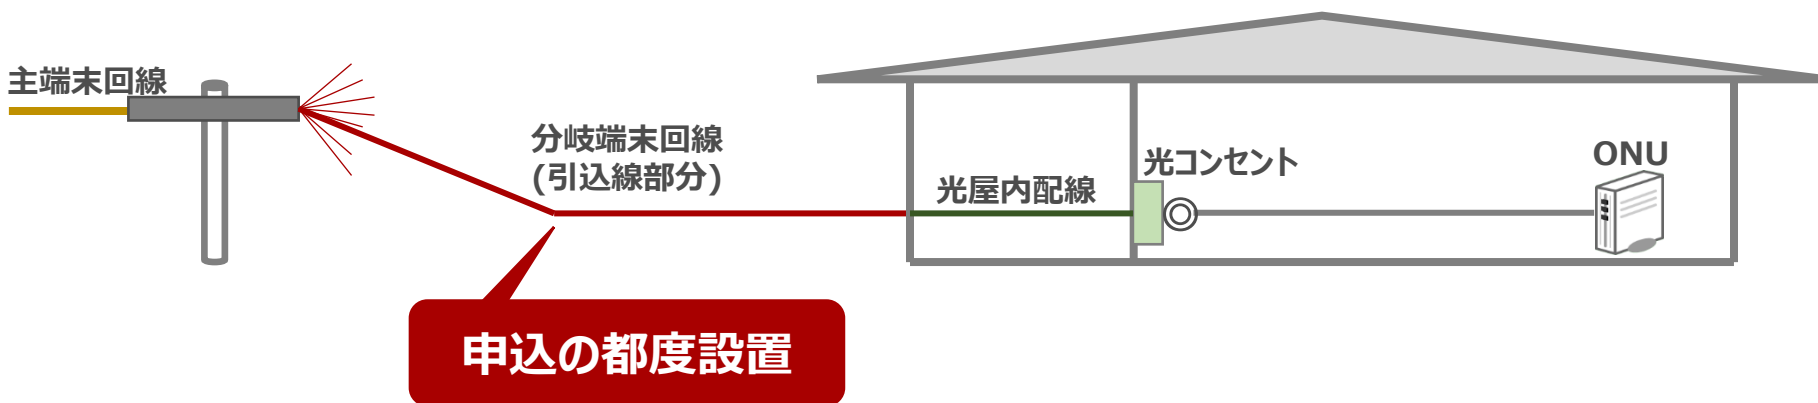 主端末回線
分岐端末回線
(引込線部分)
光屋内配線
光コンセント
ONU
申込の都度設置